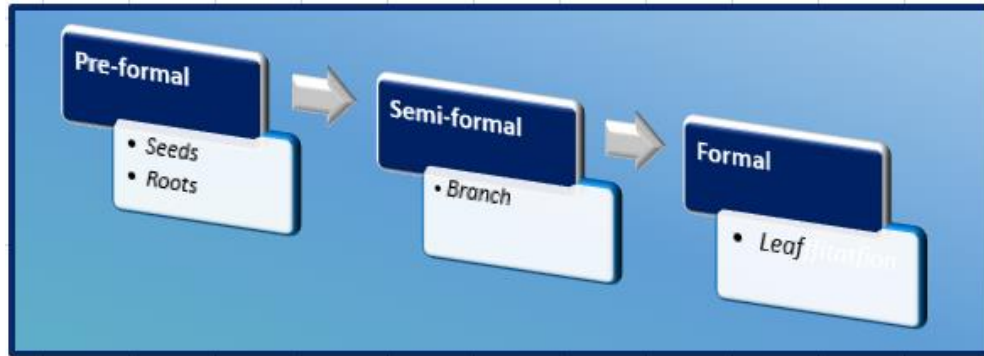 Pre-formal
• Seeds
• Roots
Semi-formal
• Branch
Formal
• Leaf